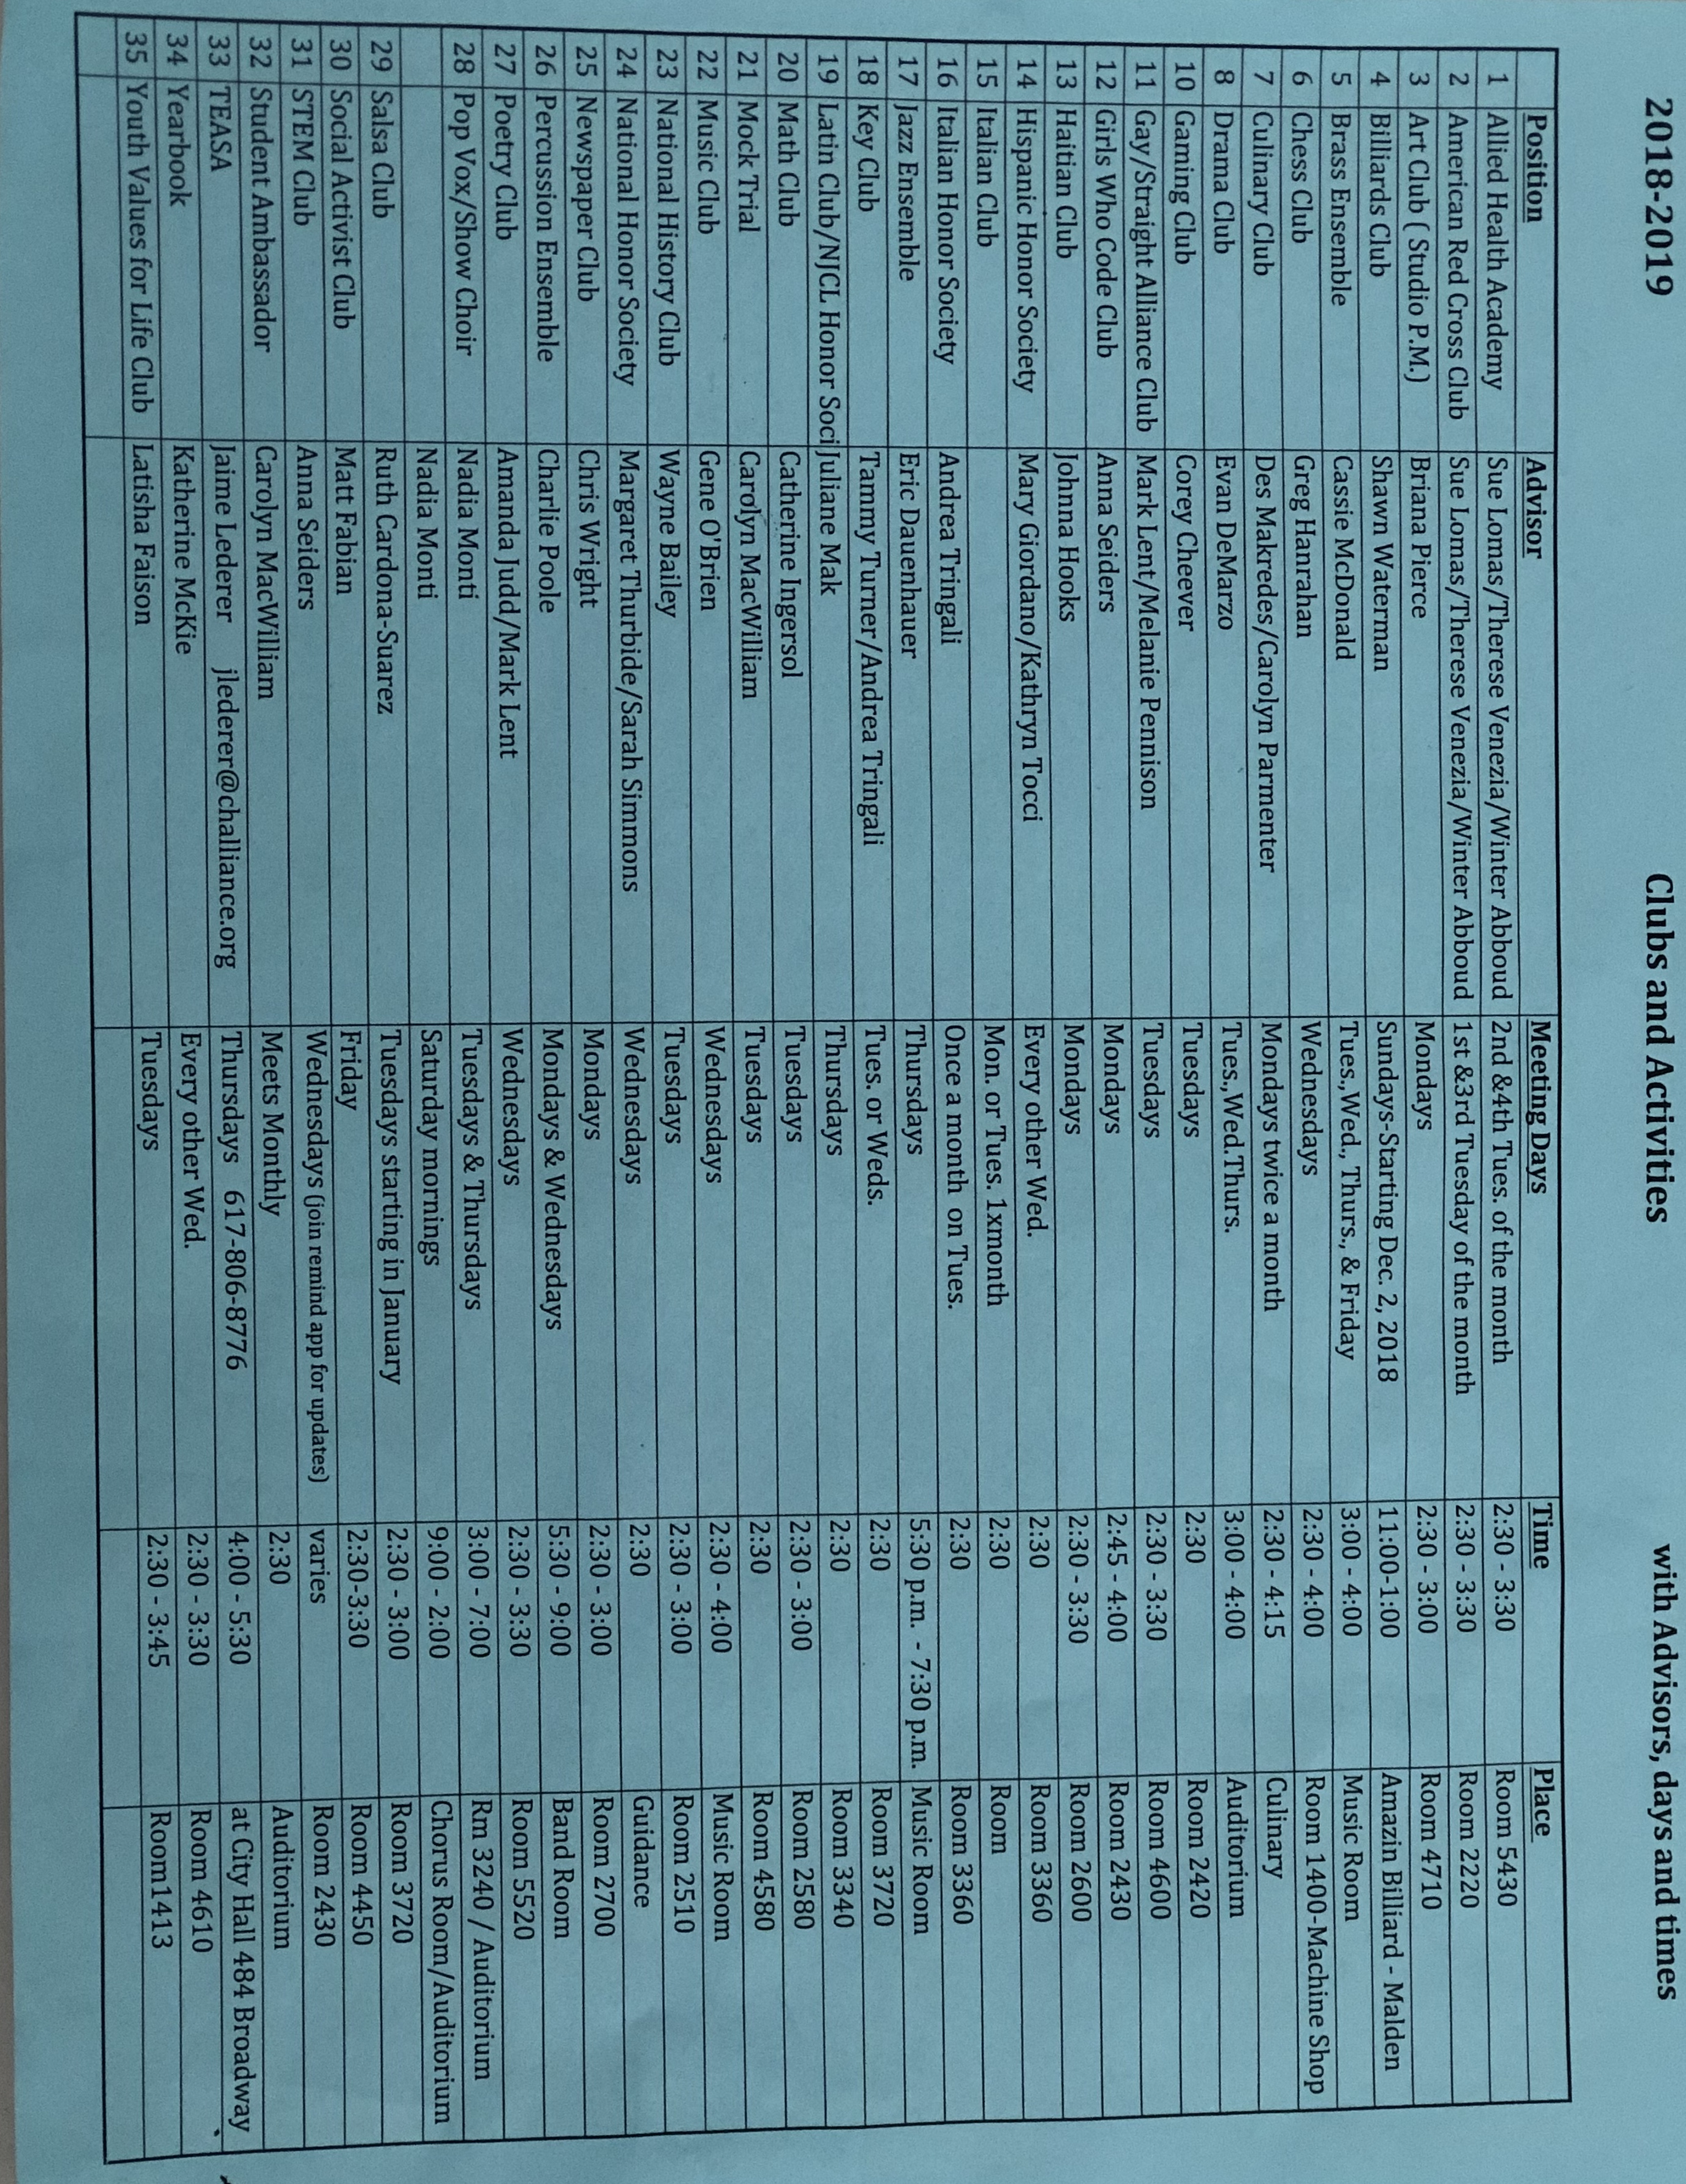 2018-2019 Clubs and Activities with Advisors, days and times
Position Advisor Meeting Days Time Place
1 Allied Health Academy Sue Lomas/Therese Venezia/Winter Abboud 2nd &4th Tues. of the month 2:30 - 3:30 Room 5430
2 American Red Cross Club Sue Lomas/Therese Venezia/Winter Abboud 1st &3rd Tuesday of the month 2:30 - 3:30 Room 2220
3 Art Club ( Studio P.M.) Briana Pierce Mondays 2:30 - 3:00 Room 4710
4 Billiards Club Shawn Waterman Sundays-Starting Dec. 2, 2018 11:00-1:00 Amazin Billiard - Malden
5 Brass Ensemble Cassie McDonald Tues.,Wed., Thurs., & Friday 3:00 - 4:00 Music Room
6 Chess Club Greg Hanrahan Wednesdays 2:30 - 4:00 Room 1400-Machine Shop
7 Culinary Club Des Makredes/Carolyn Parmenter Mondays twice a month 2:30 - 4:15 Culinary
8 Drama Club Evan DeMarzo Tues.,Wed.Thurs. 3:00 - 4:00 Auditorium
10 Gaming Club Corey Cheever Tuesdays 2:30 Room 2420
11 Gay/Straight Alliance Club Mark Lent/Melanie Pennison Tuesdays 2:30 - 3:30 Room 4600
12 Girls Who Code Club Anna Seiders Mondays 2:45 - 4:00 Room 2430
13 Haitian Club Johnna Hooks Mondays 2:30 - 3:30 Room 2600
14 Hispanic Honor Society Mary Giordano/Kathryn Tocci Every other Wed. 2:30 Room 3360
15 Italian Club Mon. or Tues. 1xmonth 2:30 Room
16 Italian Honor Society Andrea Tringali Once a month on Tues. 2:30 Room 3360
17 Jazz Ensemble Eric Dauenhauer Thursdays 5:30 p.m. - 7:30 p.m. Music Room
18 Key Club Tammy Turner/Andrea Tringali Tues. or Weds. 2:30 Room 3720
19 Latin Club/NJCL Honor Soci Juliane Mak Thursdays 2:30 Room 3340
20 Math Club Catherine Ingersol Tuesdays 2:30 - 3:00 Room 2580
21 Mock Trial Carolyn MacWilliam Tuesdays 2:30 Room 4580
22 Music Club Gene O'Brien Wednesdays 2:30 - 4:00 Music Room
23 National History Club Wayne Bailey Tuesdays 2:30 - 3:00 Room 2510
24 National Honor Society Margaret Thurbide/Sarah Simmons Wednesdays 2:30 Guidance
25 Newspaper Club Chris Wright Mondays 2:30 - 3:00 Room 2700
26 Percussion Ensemble Charlie Poole Mondays & Wednesdays 5:30 - 9:00 Band Room
27 Poetry Club Amanda Judd/Mark Lent Wednesdays 2:30 - 3:30 Room 5520
28 Pop Vox/Show Choir Nadia Monti Tuesdays & Thursdays 3:00 - 7:00 Rm 3240 / Auditorium
Nadia Monti Saturday mornings 9:00 - 2:00 Chorus Room/Auditorium
29 Salsa Club Ruth Cardona-Suarez Tuesdays starting in January 2:30 - 3:00 Room 3720
30 Social Activist Club Matt Fabian Friday 2:30-3:30 Room 4450
31 STEM Club Anna Seiders Wednesdays (join remind app for updates) varies Room 2430
32 Student Ambassador Carolyn MacWilliam Meets Monthly 2:30 Auditorium
33 TEASA Jaime Lederer jlederer@challiance.org Thursdays 617-806-8776 4:00 - 5:30 at City Hall 484 Broadway
34 Yearbook Katherine McKie Every other Wed. 2:30 - 3:30 Room 4610
35 Youth Values for Life Club Latisha Faison Tuesdays 2:30 - 3:45 Room1413